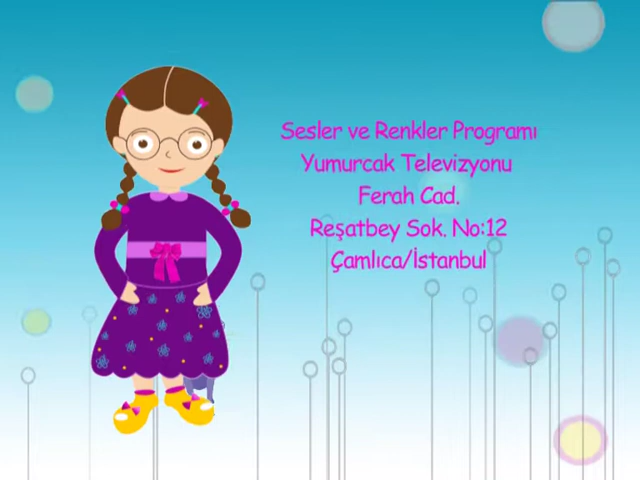 Sesler ve Renkler Programı
Yumurcak Televizyonu
Ferah Cad.
Reşatbey Sok. No:12
Çamlıca/İstanbul